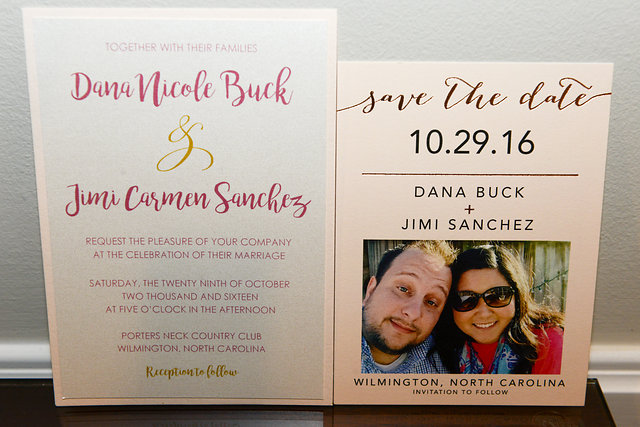 TOGETHER WITH THEIR FAMILIES
Dana Nicole Buck
&
Jimi Carmen Sanchez
REQUEST THE PLEASURE OF YOUR COMPANY
AT THE CELEBRATION OF THEIR MARRIAGE
SATURDAY, THE TWENTY NINTH OF OCTOBER
TWO THOUSAND AND SIXTEEN
AT FIVE O'CLOCK IN THE AFTERNOON
PORTERS NECK COUNTRY CLUB
WILMINGTON, NORTH CAROLINA
Reception to follow
save the date
10.29.16
DANA BUCK
+
JIMI SANCHEZ
WILMINGTON, NORTH CAROLINA
INVITATION TO FOLLOW